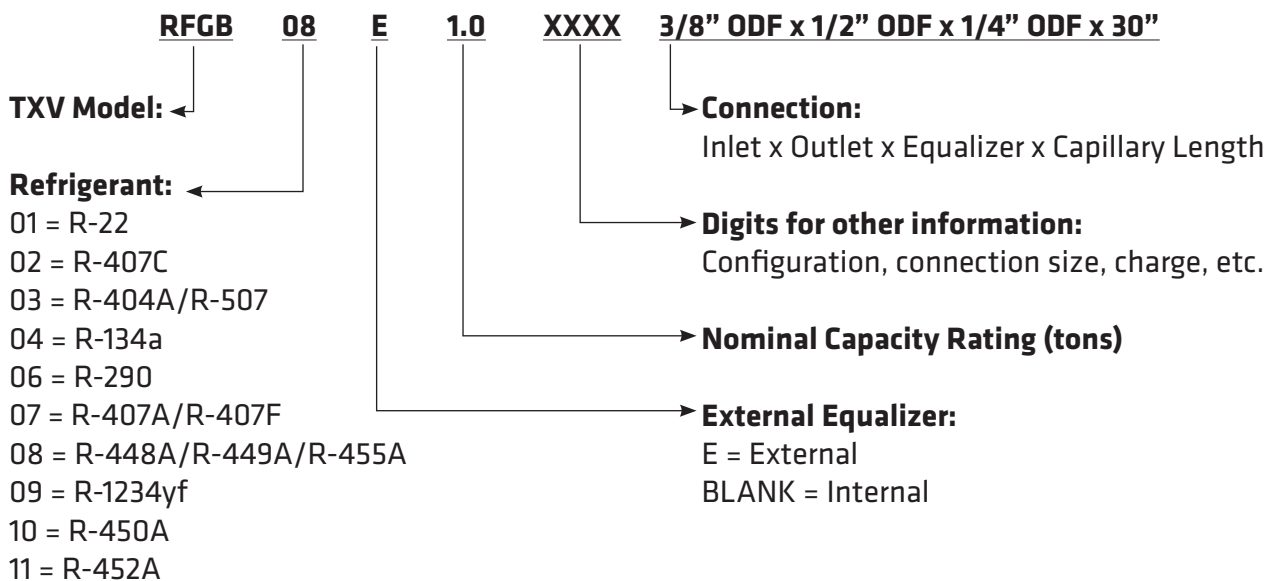 RFGB 08 E 1.0 XXXX 3/8” ODF x 1/2” ODF x 1/4” ODF x 30”
TXV Model:
Refrigerant:
01 = R-22
02 = R-407C
03 = R-404A/R-507
04 = R-134a
06 = R-290
07 = R-407A/R-407F
08 = R-448A/R-449A/R-455A
09 = R-1234yf
10 = R-450A
11 = R-452A
Connection:
Inlet x Outlet x Equalizer x Capillary Length
Digits for other information:
Configuration, connection size, charge, etc.
Nominal Capacity Rating (tons)
External Equalizer:
E = External
BLANK = Internal